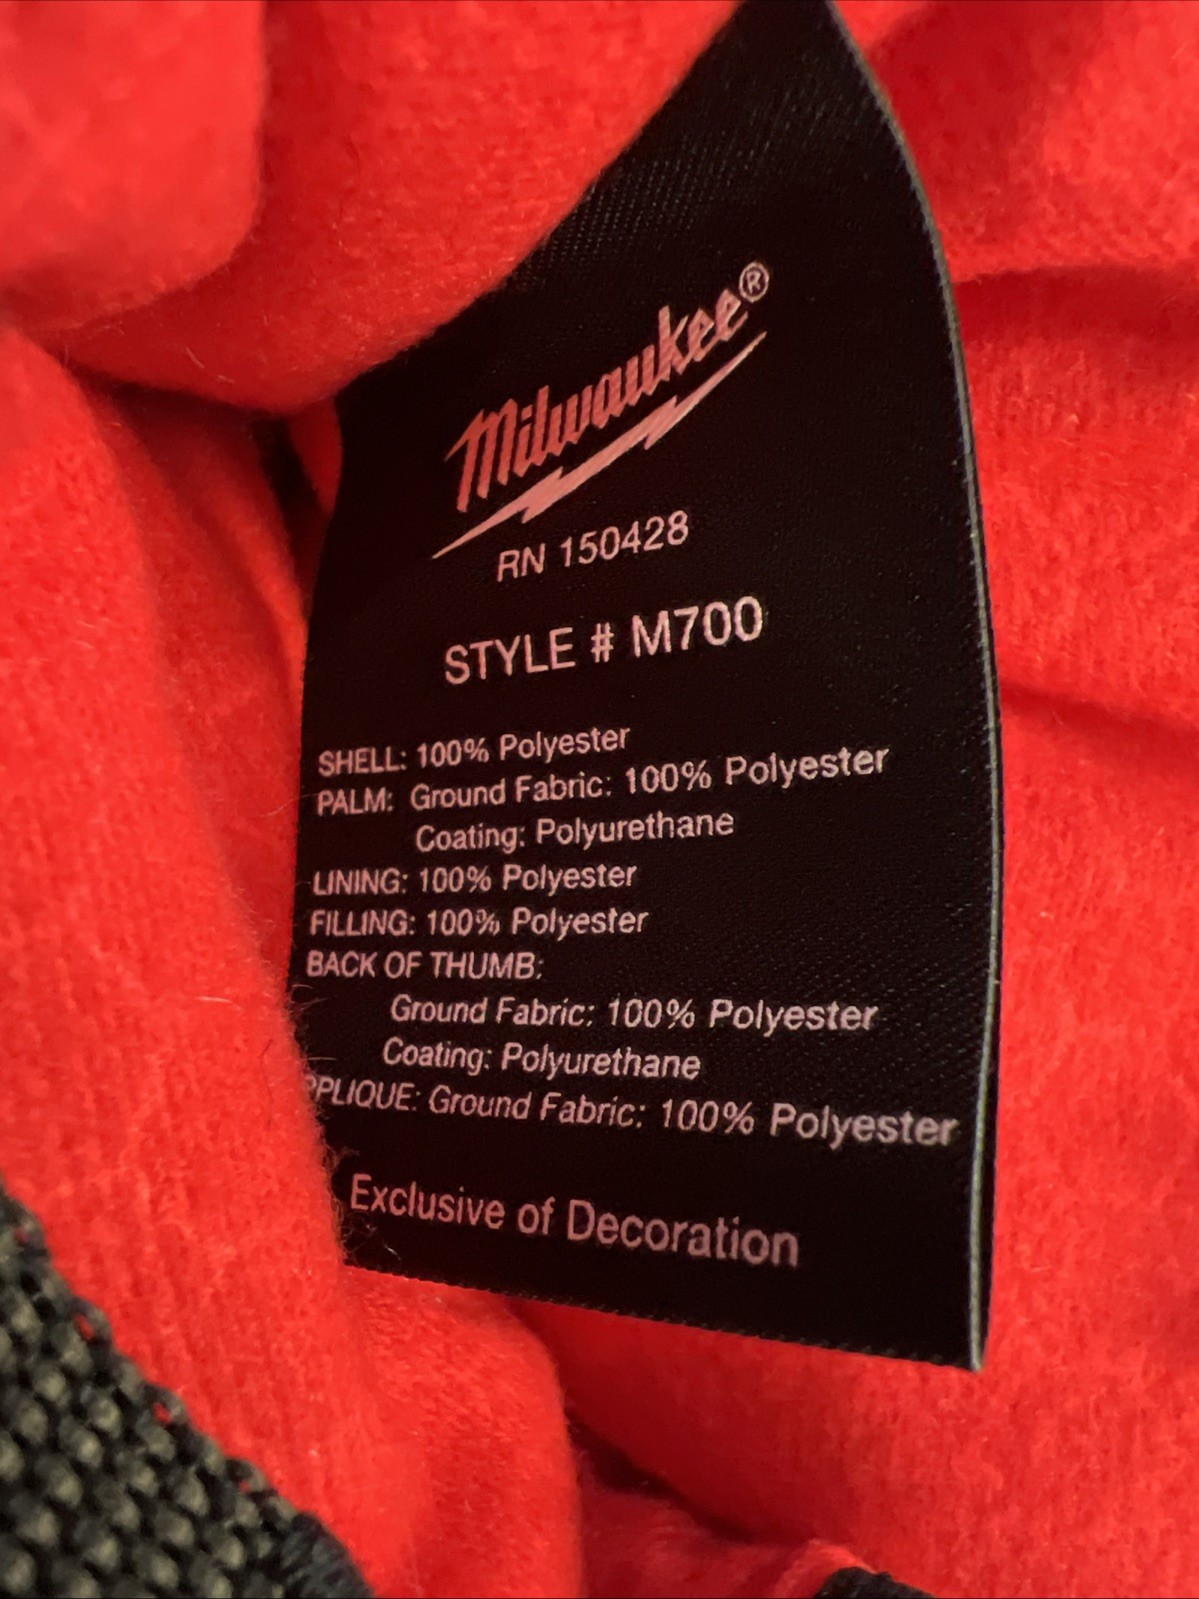 Milwaukee®
RN 150428
STYLE # M700
SHELL: 100% Polyester
PALM: Ground Fabric: 100% Polyester
Coating: Polyurethane
LINING: 100% Polyester
FILLING: 100% Polyester
BACK OF THUMB:
Ground Fabric: 100% Polyester
Coating: Polyurethane
PPLIQUE: Ground Fabric: 100% Polyester
Exclusive of Decoration